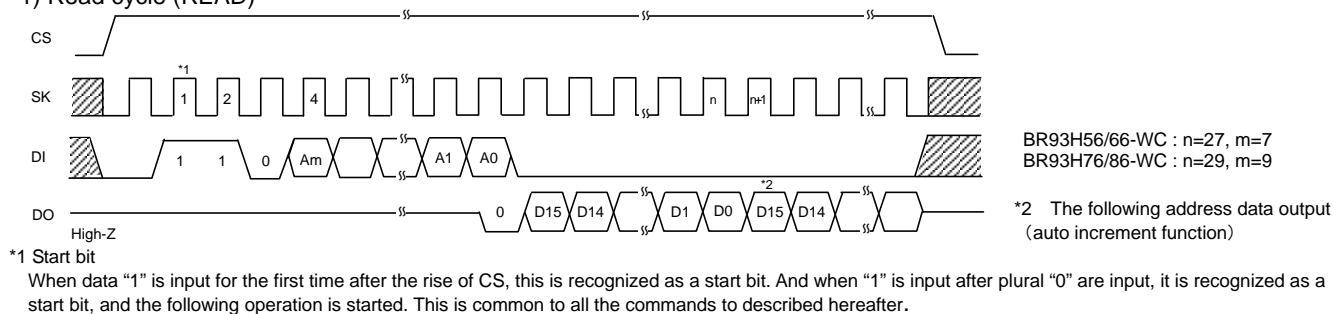 1) Read cycle (READ)
CS
*1
SK 1 2 4 n n+1
DI 1 1 0 Am A1 A0
BR93H56/66-WC : n=27, m=7
BR93H76/86-WC : n=29, m=9
*2
DO 0 D15 D14 D1 D0 D15 D14
High-Z
*2 The following address data output
（auto increment function）
*1 Start bit
When data “1” is input for the first time after the rise of CS, this is recognized as a start bit. And when “1” is input after plural “0” are input, it is recognized as a
start bit, and the following operation is started. This is common to all the commands to described hereafter.